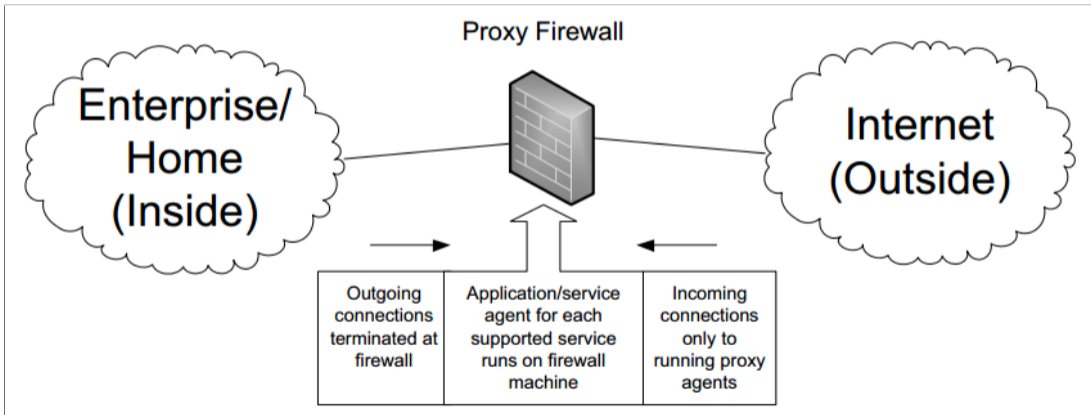 Proxy Firewall
Enterprise/
Home
(Inside)
Internet
(Outside)
Outgoing
connections
terminated at
firewall
Application/service
agent for each
supported service
runs on firewall
machine
Incoming
connections
only to
running proxy
agents